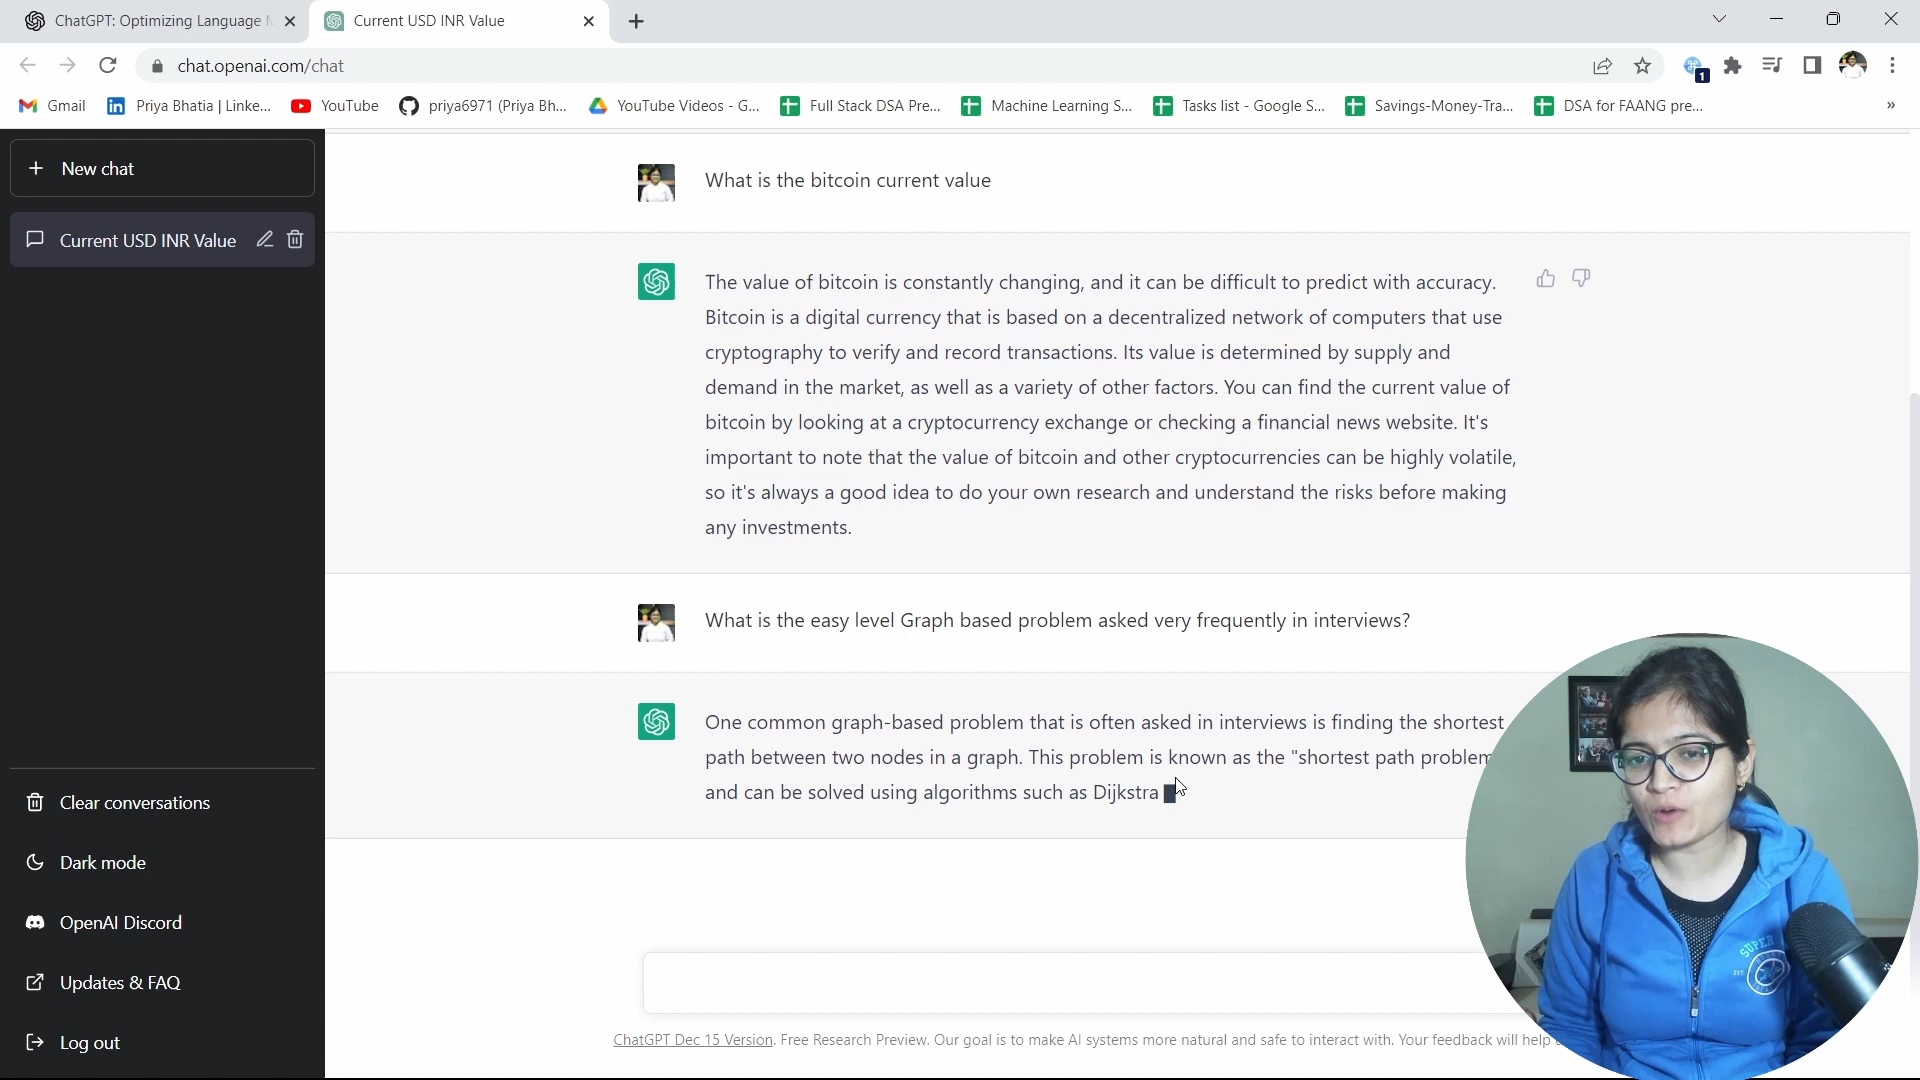 ChatGPT: Optimizing Language
Current USD INR Value
chat.openai.com/chat
1
Gmail
Priya Bhatia | Linke...
YouTube
priya6971 (Priya Bh...
YouTube Videos - G...
Full Stack DSA Pre...
Machine Learning S...
Tasks list - Google S...
Savings-Money-Tra...
DSA for FAANG pre...
»
New chat
Current USD INR Value
Clear conversations
Dark mode
OpenAI Discord
Updates & FAQ
Log out
What is the bitcoin current value
The value of bitcoin is constantly changing, and it can be difficult to predict with accuracy.
Bitcoin is a digital currency that is based on a decentralized network of computers that use
cryptography to verify and record transactions. Its value is determined by supply and
demand in the market, as well as a variety of other factors. You can find the current value of
bitcoin by looking at a cryptocurrency exchange or checking a financial news website. It's
important to note that the value of bitcoin and other cryptocurrencies can be highly volatile,
so it's always a good idea to do your own research and understand the risks before making
any investments.
What is the easy level Graph based problem asked very frequently in interviews?
One common graph-based problem that is often asked in interviews is finding the shortest
path between two nodes in a graph. This problem is known as the "shortest path problem
and can be solved using algorithms such as Dijkstra
ChatGPT Dec 15 Version. Free Research Preview. Our goal is to make AI systems more natural and safe to interact with. Your feedback will help
SUPER